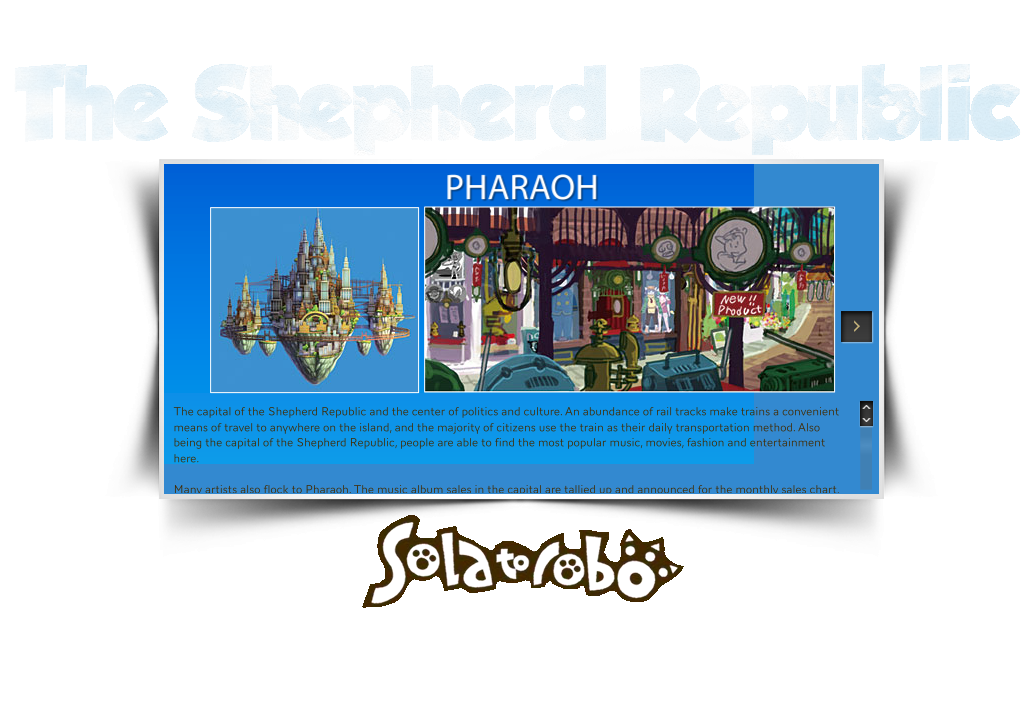 The Shepherd Republic
PHARAOH
New!!
Product
The capital of the Shepherd Republic and the center of politics and culture. An abundance of rail tracks make trains a convenient
means of travel to anywhere on the island, and the majority of citizens use the train as their daily transportation method. Also
being the capital of the Shepherd Republic, people are able to find the most popular music, movies, fashion and entertainment
here.
Many artists also flock to Pharaoh. The music album sales in the capital are tallied up and announced for the monthly sales chart.
Solatorobo